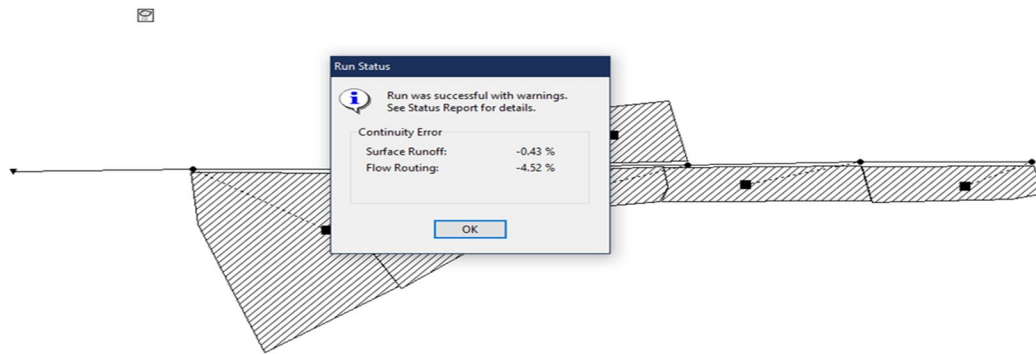 Run Status
Run was successful with warnings.
See Status Report for details.
Continuity Error
Surface Runoff: -0.43 %
Flow Routing: -4.52 %
OK